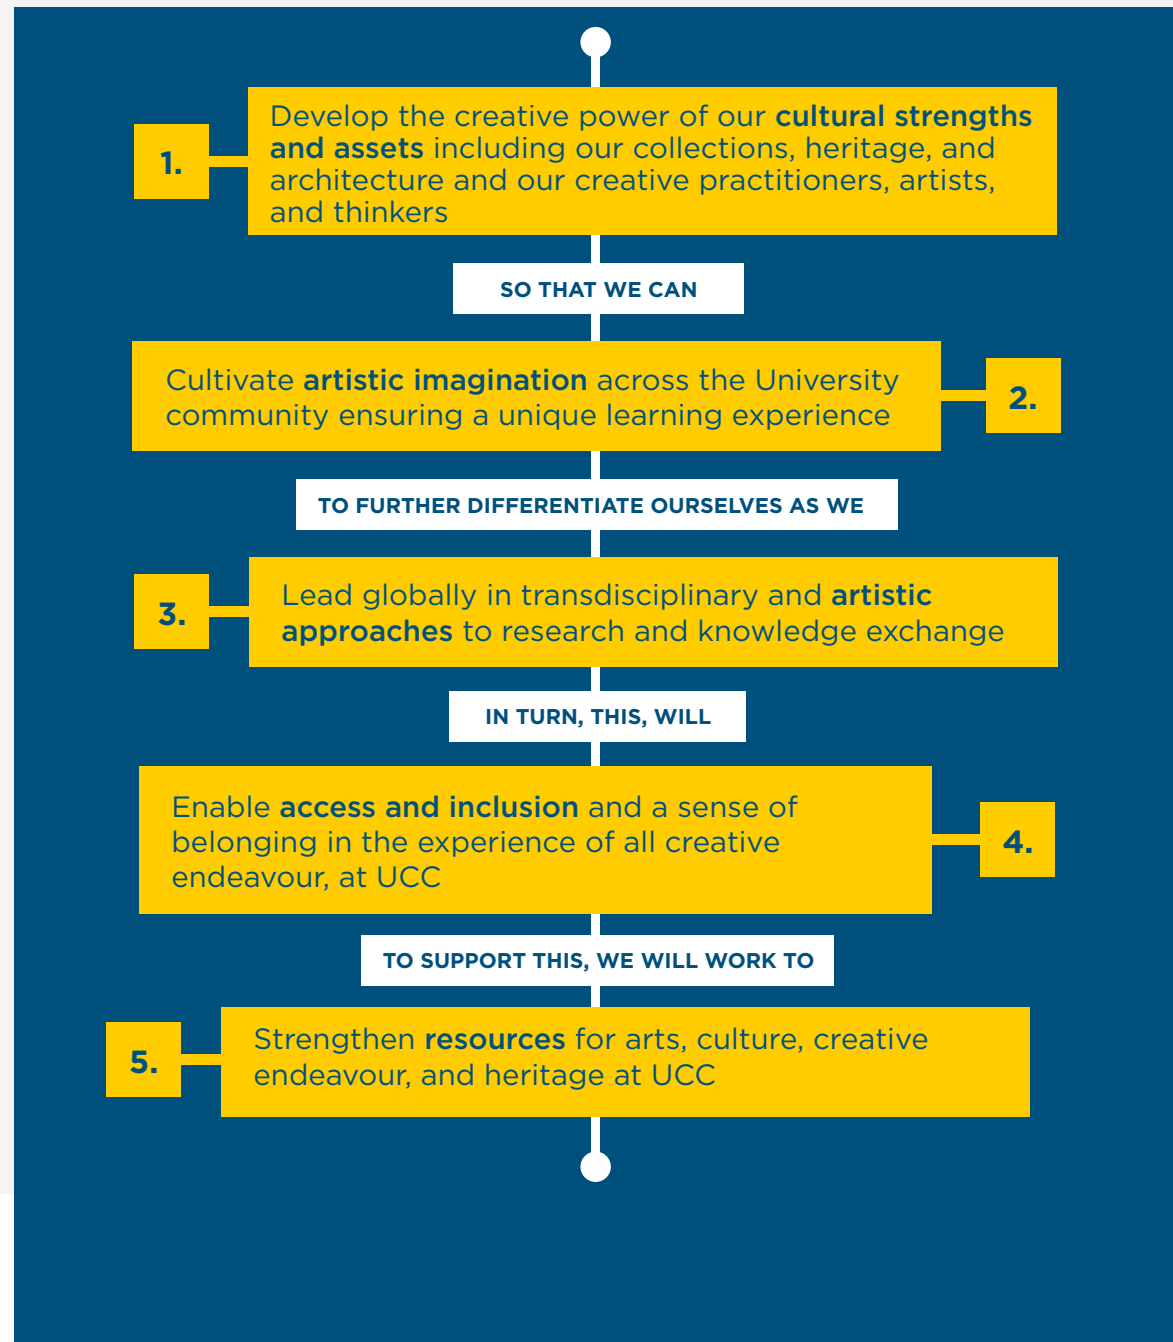 1.
Develop the creative power of our cultural strengths
and assets including our collections, heritage, and
architecture and our creative practitioners, artists,
and thinkers
SO THAT WE CAN
Cultivate artistic imagination across the University
community ensuring a unique learning experience
2.
TO FURTHER DIFFERENTIATE OURSELVES AS WE
3.
Lead globally in transdisciplinary and artistic
approaches to research and knowledge exchange
IN TURN, THIS, WILL
Enable access and inclusion and a sense of
belonging in the experience of all creative
endeavour, at UCC
4.
TO SUPPORT THIS, WE WILL WORK TO
5.
Strengthen resources for arts, culture, creative
endeavour, and heritage at UCC